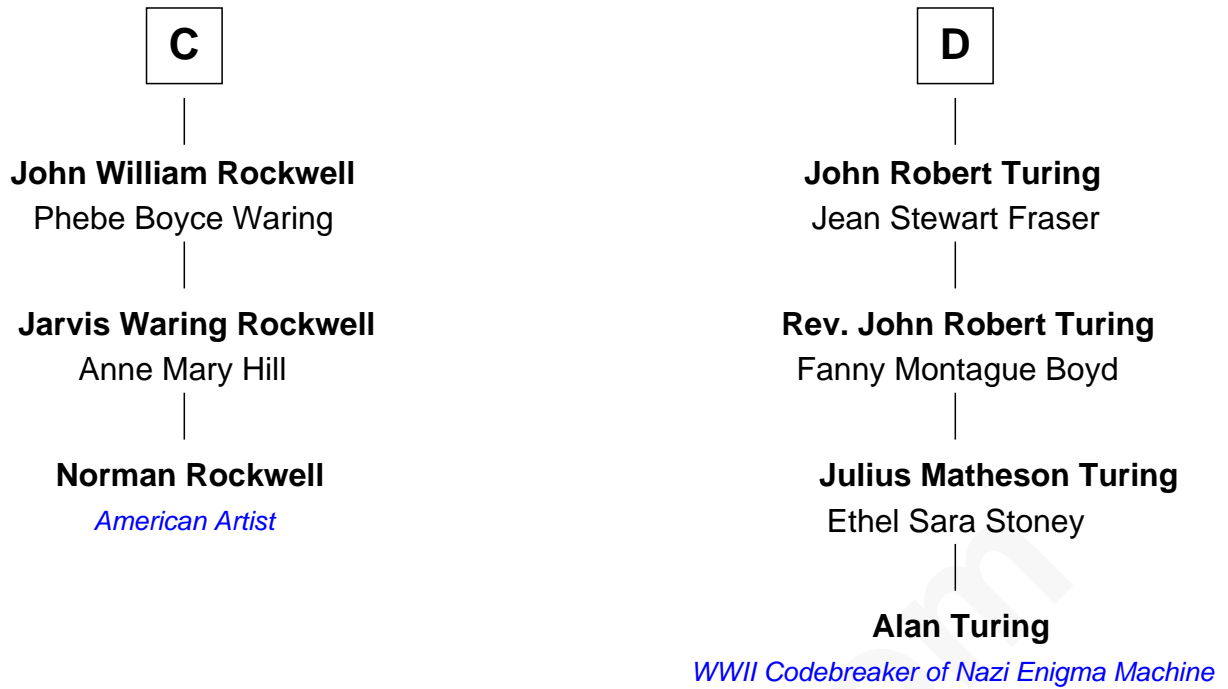 C
John William Rockwell
Phebe Boyce Waring
Jarvis Waring Rockwell
Anne Mary Hill
Norman Rockwell
American Artist
D
John Robert Turing
Jean Stewart Fraser
Rev. John Robert Turing
Fanny Montague Boyd
Julius Matheson Turing
Ethel Sara Stoney
Alan Turing
WWII Codebreaker of Nazi Enigma Machine